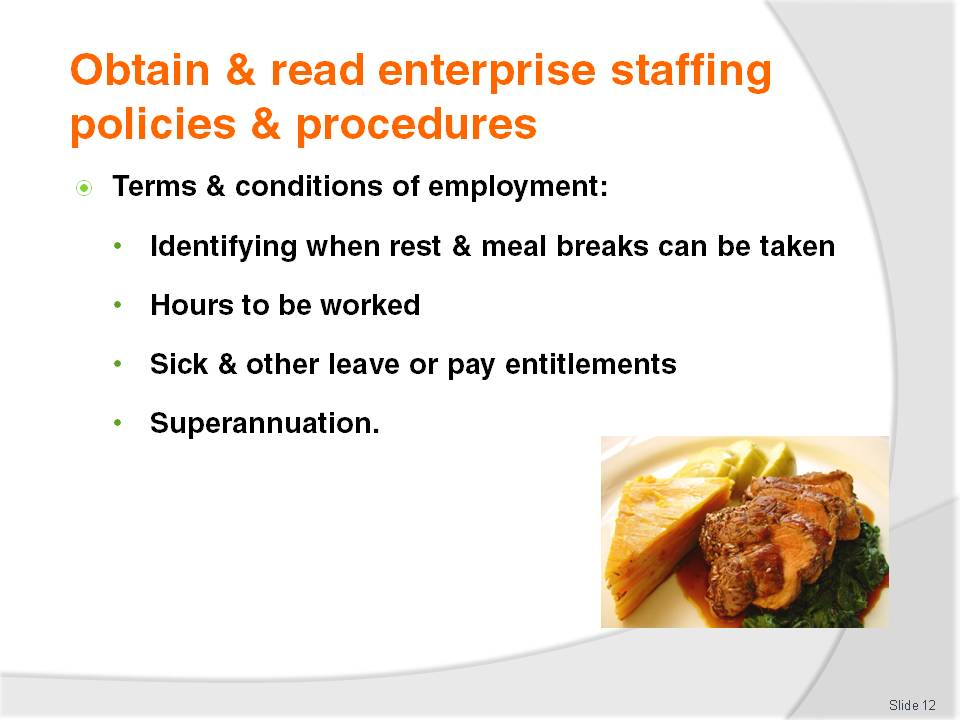 Obtain & read enterprise staffing
policies & procedures
Terms & conditions of employment:
• Identifying when rest & meal breaks can be taken
• Hours to be worked
• Sick & other leave or pay entitlements
• Superannuation.
Slide 12